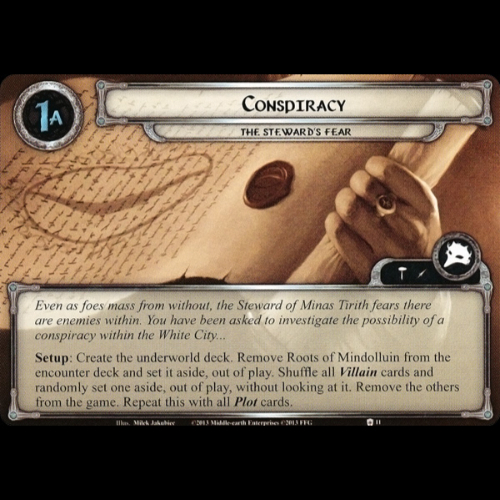 1A
CONSPIRACY
THE STEWARD'S FEAR
Even as foes mass from without, the Steward of Minas Tirith fears there
are enemies within. You have been asked to investigate the possibility of a
conspiracy within the White City...
Setup: Create the underworld deck. Remove Roots of Mindolluin from the
encounter deck and set it aside, out of play. Shuffle all Villain cards and
randomly set one aside, out of play, without looking at it. Remove the others
from the game. Repeat this with all Plot cards.
Illus. Milek Jakubiec ©2013 Middle-earth Enterprises ©2013 FFG 11